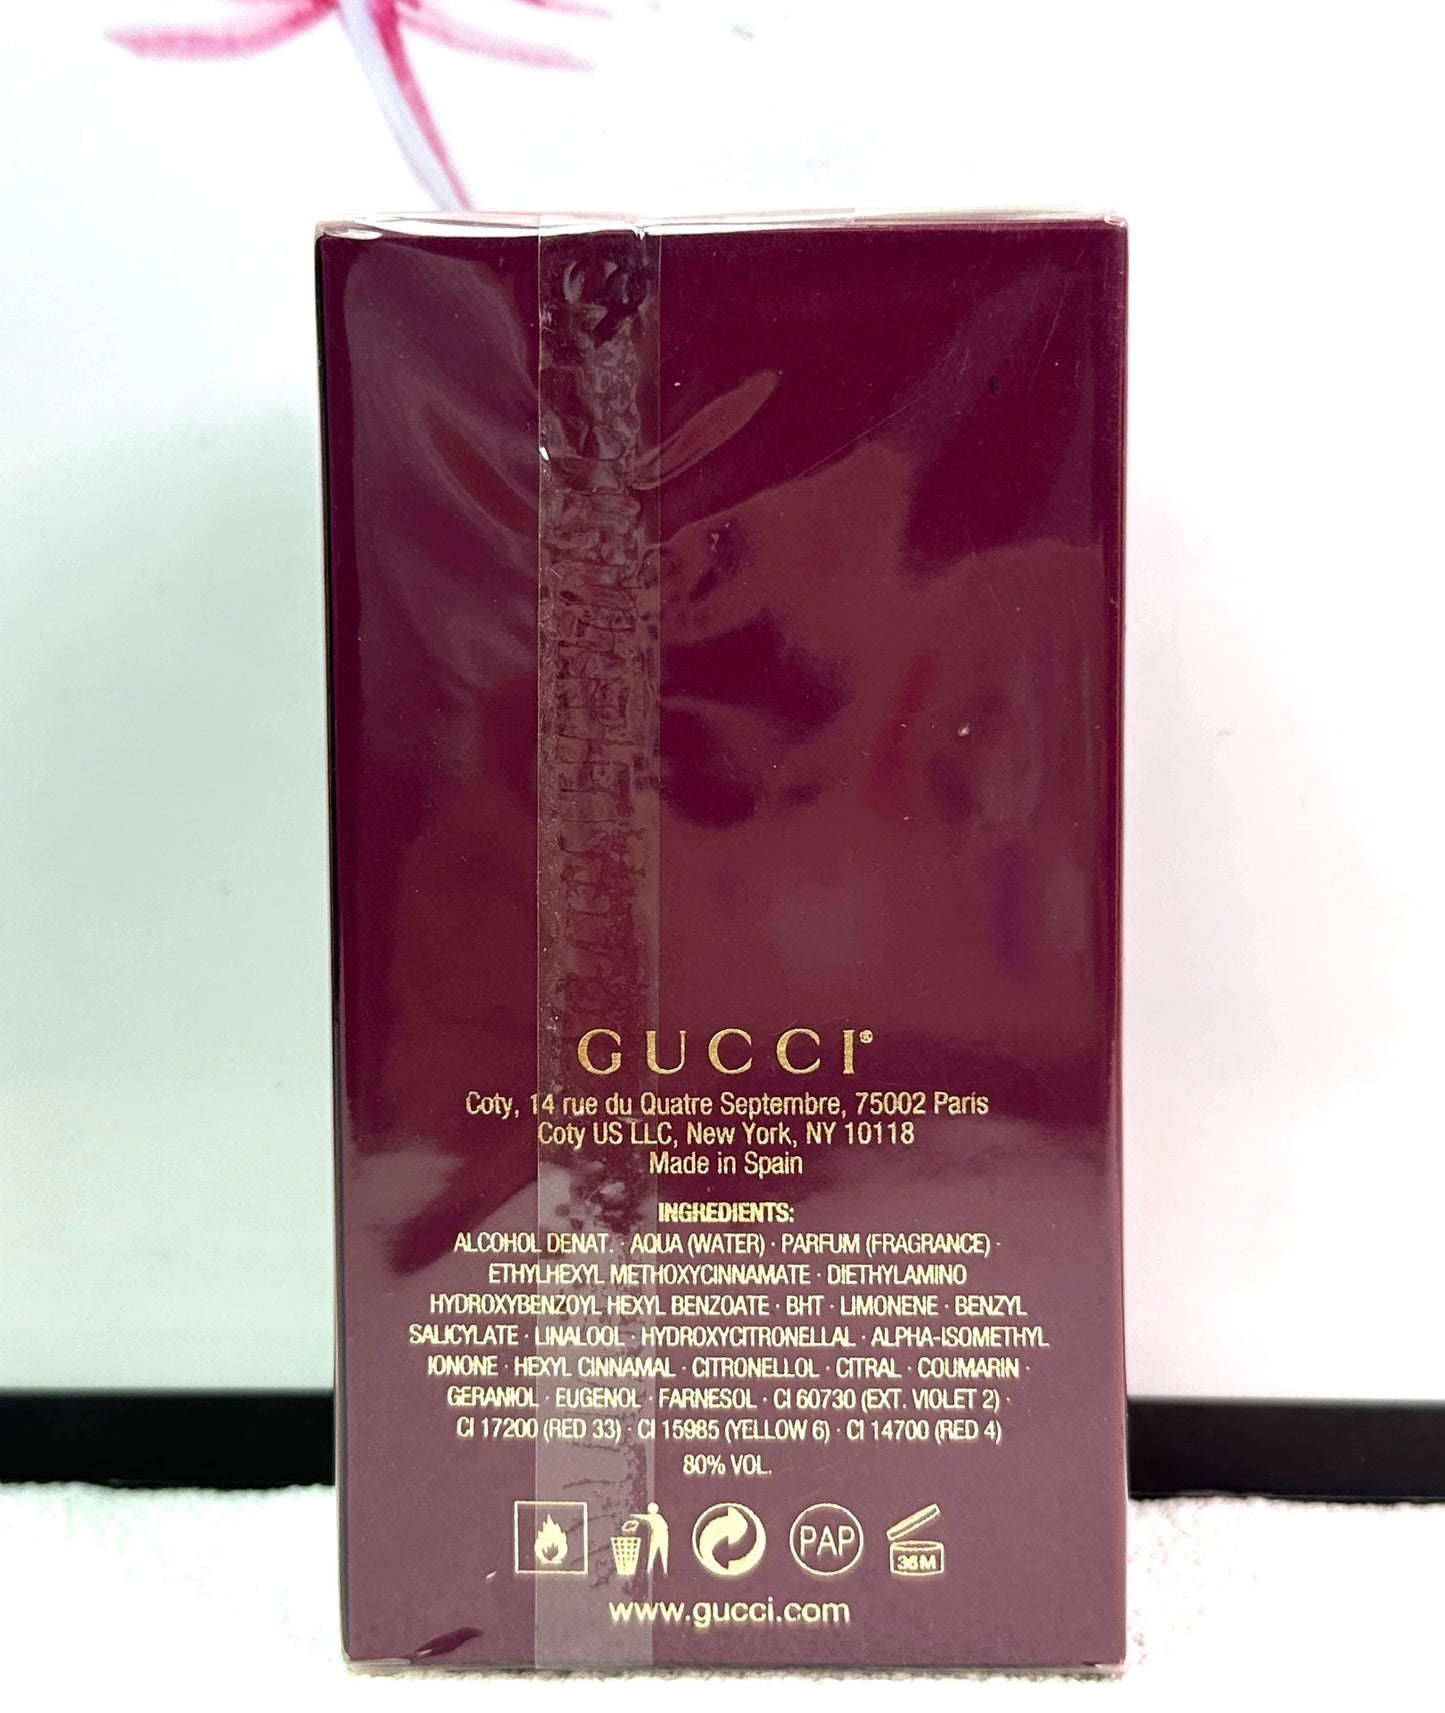 GUCCI®
Coty, 14 rue du Quatre Septembre, 75002 Paris
Coty US LLC, New York, NY 10118
Made in Spain
INGREDIENTS:
ALCOHOL DENAT. · AQUA (WATER) · PARFUM (FRAGRANCE) ·
ETHYLHEXYL METHOXYCINNAMATE · DIETHYLAMINO
HYDROXYBENZOYL HEXYL BENZOATE · BHT · LIMONENE · BENZYL
SALICYLATE · LINALOOL · HYDROXYCITRONELLAL · ALPHA-ISOMETHYL
IONONE · HEXYL CINNAMAL · CITRONELLOL · CITRAL · COUMARIN ·
GERANIOL · EUGENOL · FARNESOL · CI 60730 (EXT. VIOLET 2) ·
CI 17200 (RED 33) · CI 15985 (YELLOW 6) · CI 14700 (RED 4)
80% VOL.
PAP
36M
www.gucci.com